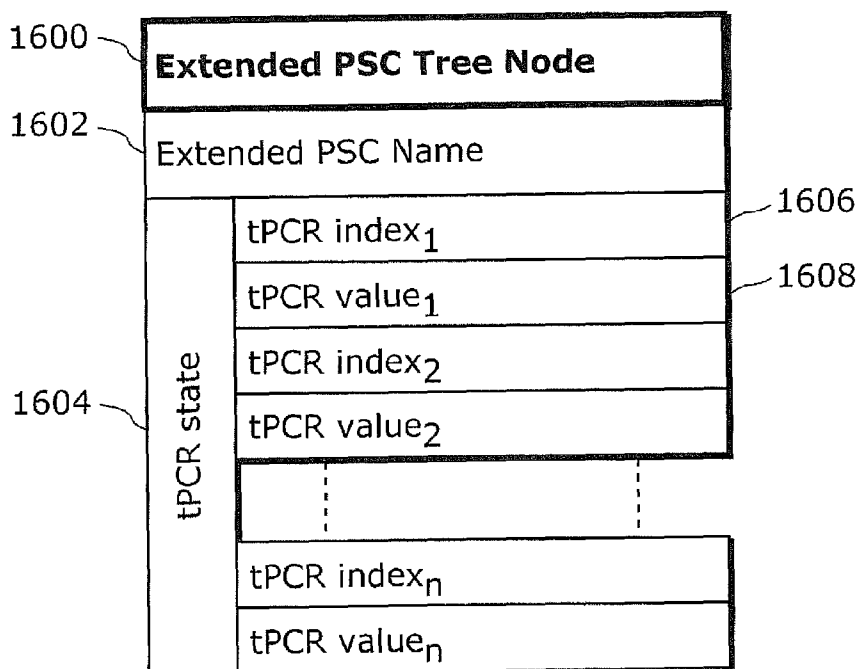 1600
Extended PSC Tree Node
1602
Extended PSC Name
1604
tPCR state
tPCR index1
1606
tPCR value1
1608
tPCR index2
tPCR value2
tPCR indexn
tPCR valuen